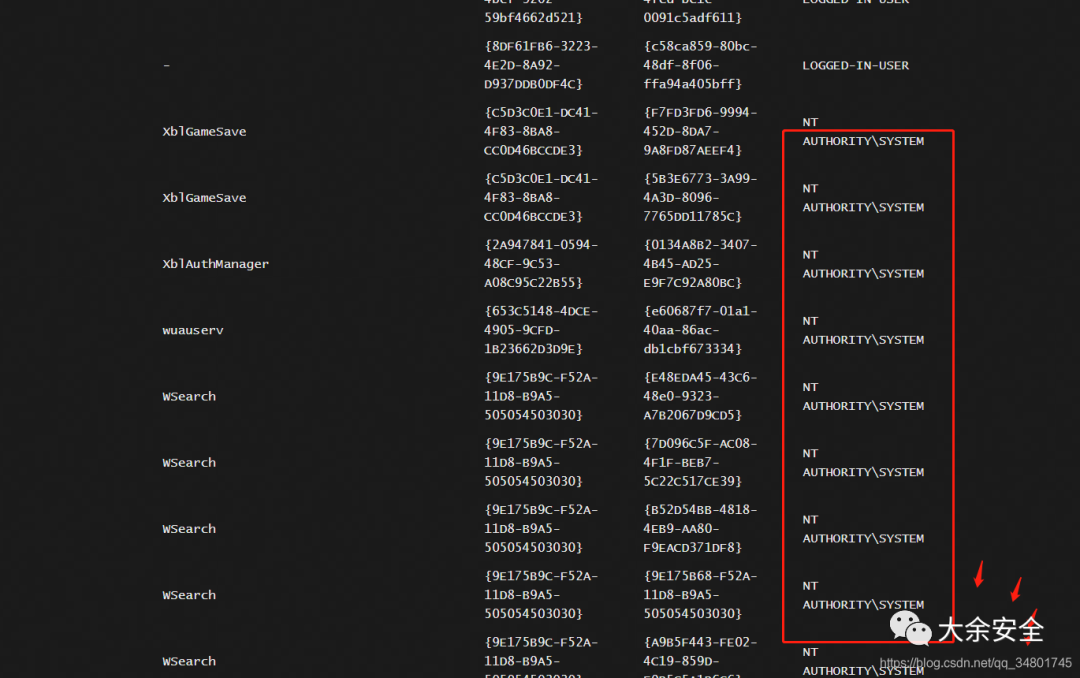 59bf4662d521}
0091c5adf611}
-
{8DF61FB6-3223-
4E2D-8A92-
D937DDB0DF4C}
{c58ca859-80bc-
48df-8f06-
ffa94a405bff}
LOGGED-IN-USER
XblGameSave
{C5D3C0E1-DC41-
4F83-8BA8-
CC0D46BCCDE3}
{F7FD3FD6-9994-
452D-8DA7-
9A8FD87AEEF4}
NT
AUTHORITY\SYSTEM
XblGameSave
{C5D3C0E1-DC41-
4F83-8BA8-
CC0D46BCCDE3}
{5B3E6773-3A99-
4A3D-8096-
7765DD11785C}
NT
AUTHORITY\SYSTEM
XblAuthManager
{2A947841-0594-
48CF-9C53-
A08C95C22B55}
{0134A8B2-3407-
4B45-AD25-
E9F7C92A80BC}
NT
AUTHORITY\SYSTEM
wuauserv
{653C5148-4DCE-
4905-9CFD-
1B23662D3D9E}
{e60687f7-01a1-
40aa-86ac-
db1cbf673334}
NT
AUTHORITY\SYSTEM
WSearch
{9E175B9C-F52A-
11D8-B9A5-
505054503030}
{E48EDA45-43C6-
48e0-9323-
A7B2067D9CD5}
NT
AUTHORITY\SYSTEM
WSearch
{9E175B9C-F52A-
11D8-B9A5-
505054503030}
{7D096C5F-AC08-
4F1F-BEB7-
5C22C517CE39}
NT
AUTHORITY\SYSTEM
WSearch
{9E175B9C-F52A-
11D8-B9A5-
505054503030}
{B52D54BB-4818-
4EB9-AA80-
F9EACD371DF8}
NT
AUTHORITY\SYSTEM
WSearch
{9E175B9C-F52A-
11D8-B9A5-
505054503030}
{9E175B68-F52A-
11D8-B9A5-
505054503030}
NT
AUTHORITY\SYSTEM
WSearch
{9E175B9C-F52A-
11D8-B9A5-
{A9B5F443-FE02-
4C19-859D-
NT
AUTHORITY\SYSTEM
大余安全
https://blog.csdn.net/qq_34801745